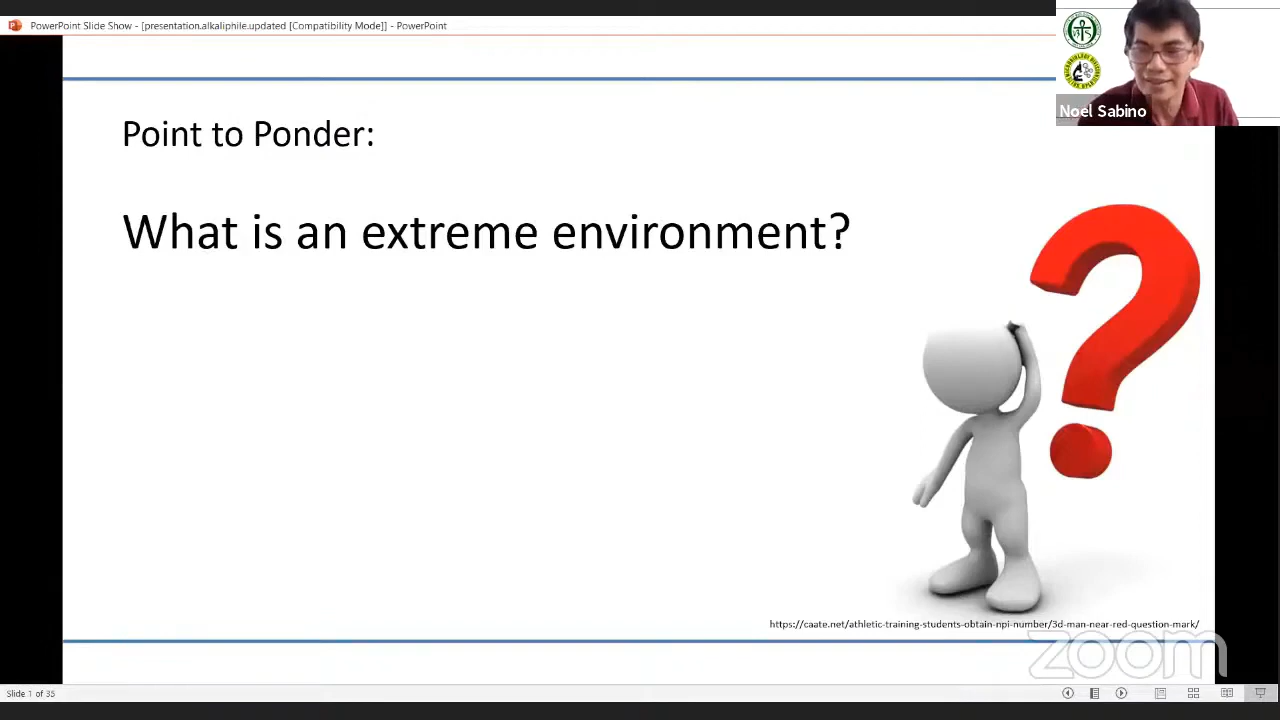 PowerPoint Slide Show - [presentation.alkaliphile.updated [Compatibility Mode]] - PowerPoint
Noel Sabino
Point to Ponder:
What is an extreme environment?
https://caate.net/athletic-training-students-obtain-npi-number/3d-man-near-red-question-mark/
zoom
Slide 1 of 35